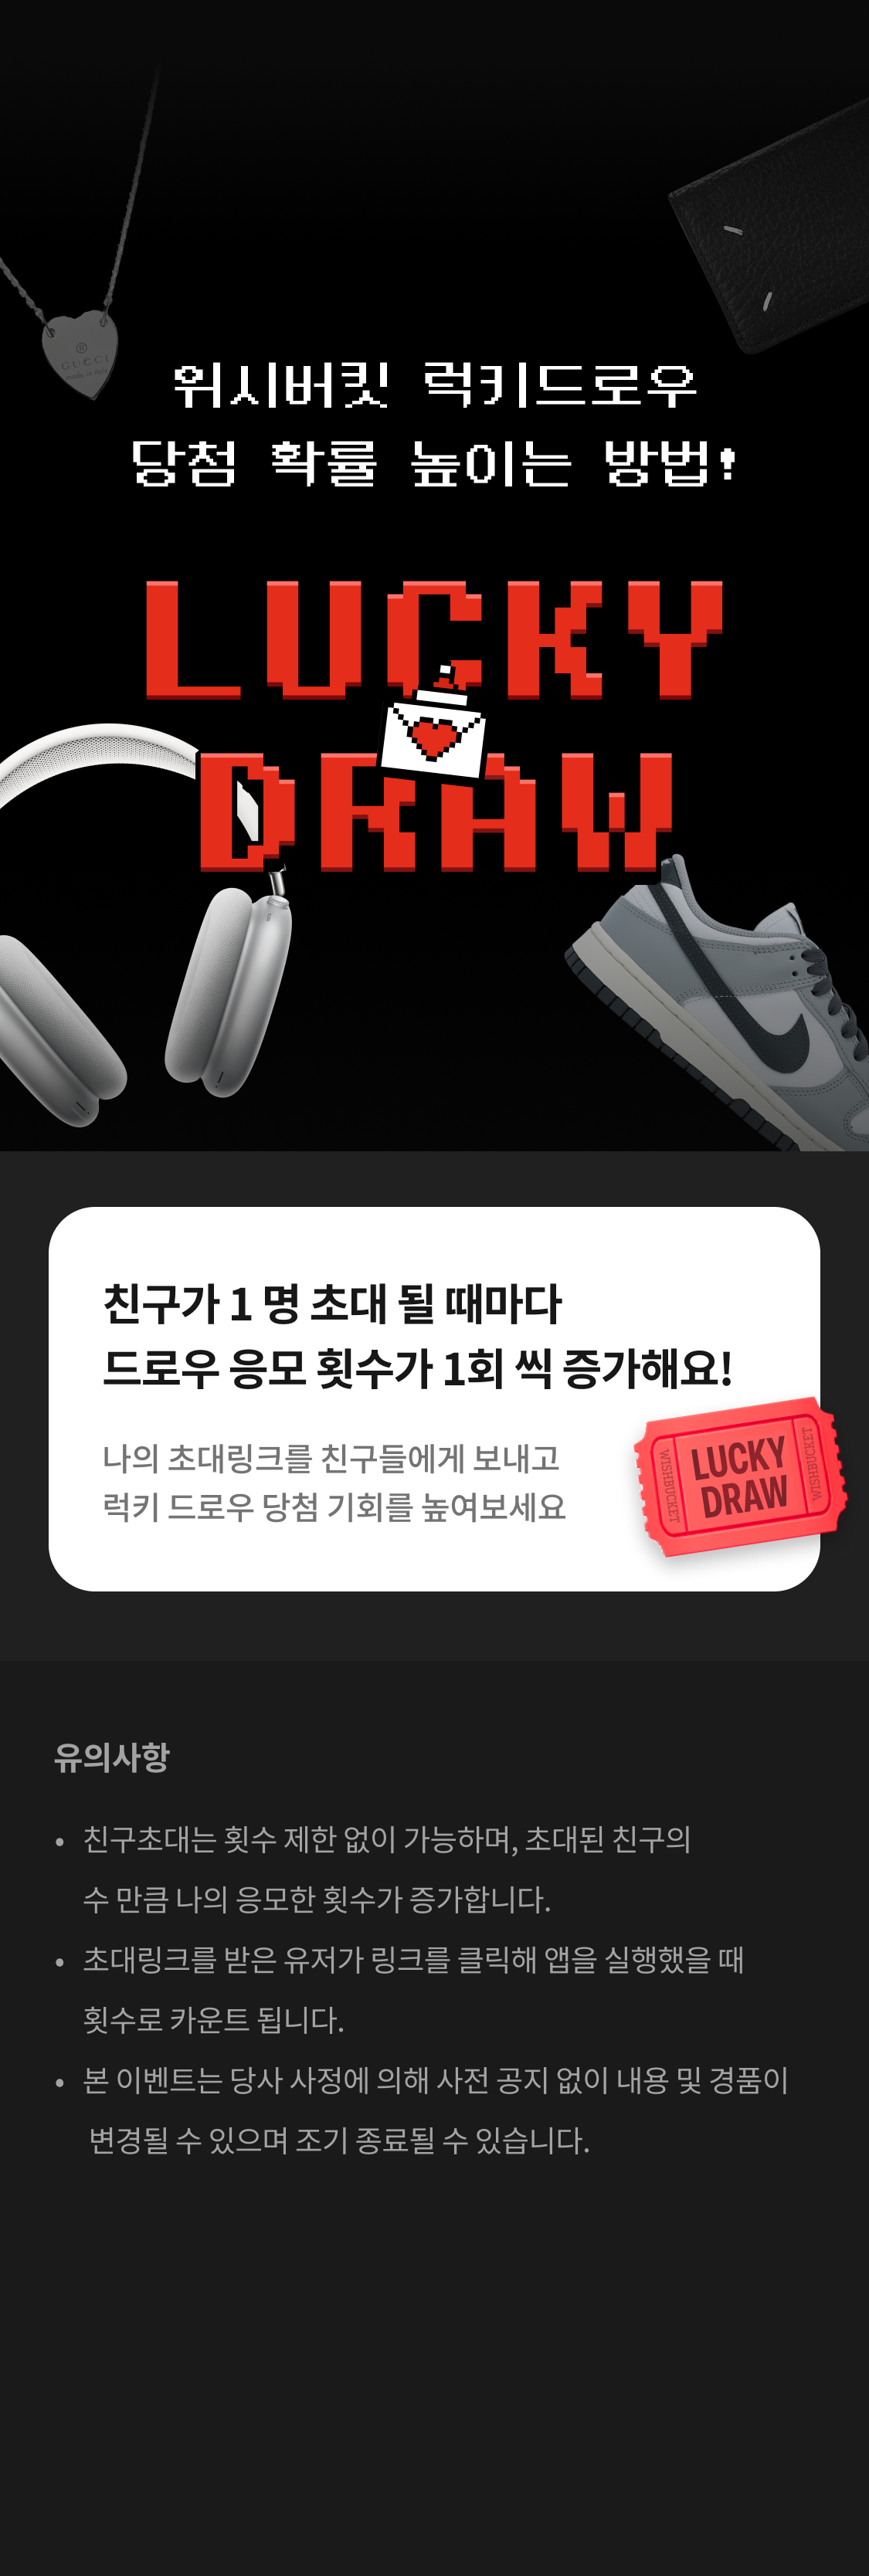 ® 
GUCCI
made in italy
위시버킷 럭키드로우
당첨 확률 높이는 방법!
LUCKY
DRAW
친구가 1 명 초대 될 때마다
드로우 응모 횟수가 1회 씩 증가해요!
나의 초대링크를 친구들에게 보내고
럭키 드로우 당첨 기회를 높여보세요
WISHBUCKET
LUCKY
DRAW
WISHBUCKET
유의사항
• 친구초대는 횟수 제한 없이 가능하며, 초대된 친구의
수 만큼 나의 응모한 횟수가 증가합니다.
• 초대링크를 받은 유저가 링크를 클릭해 앱을 실행했을 때
횟수로 카운트 됩니다.
• 본 이벤트는 당사 사정에 의해 사전 공지 없이 내용 및 경품이
변경될 수 있으며 조기 종료될 수 있습니다.